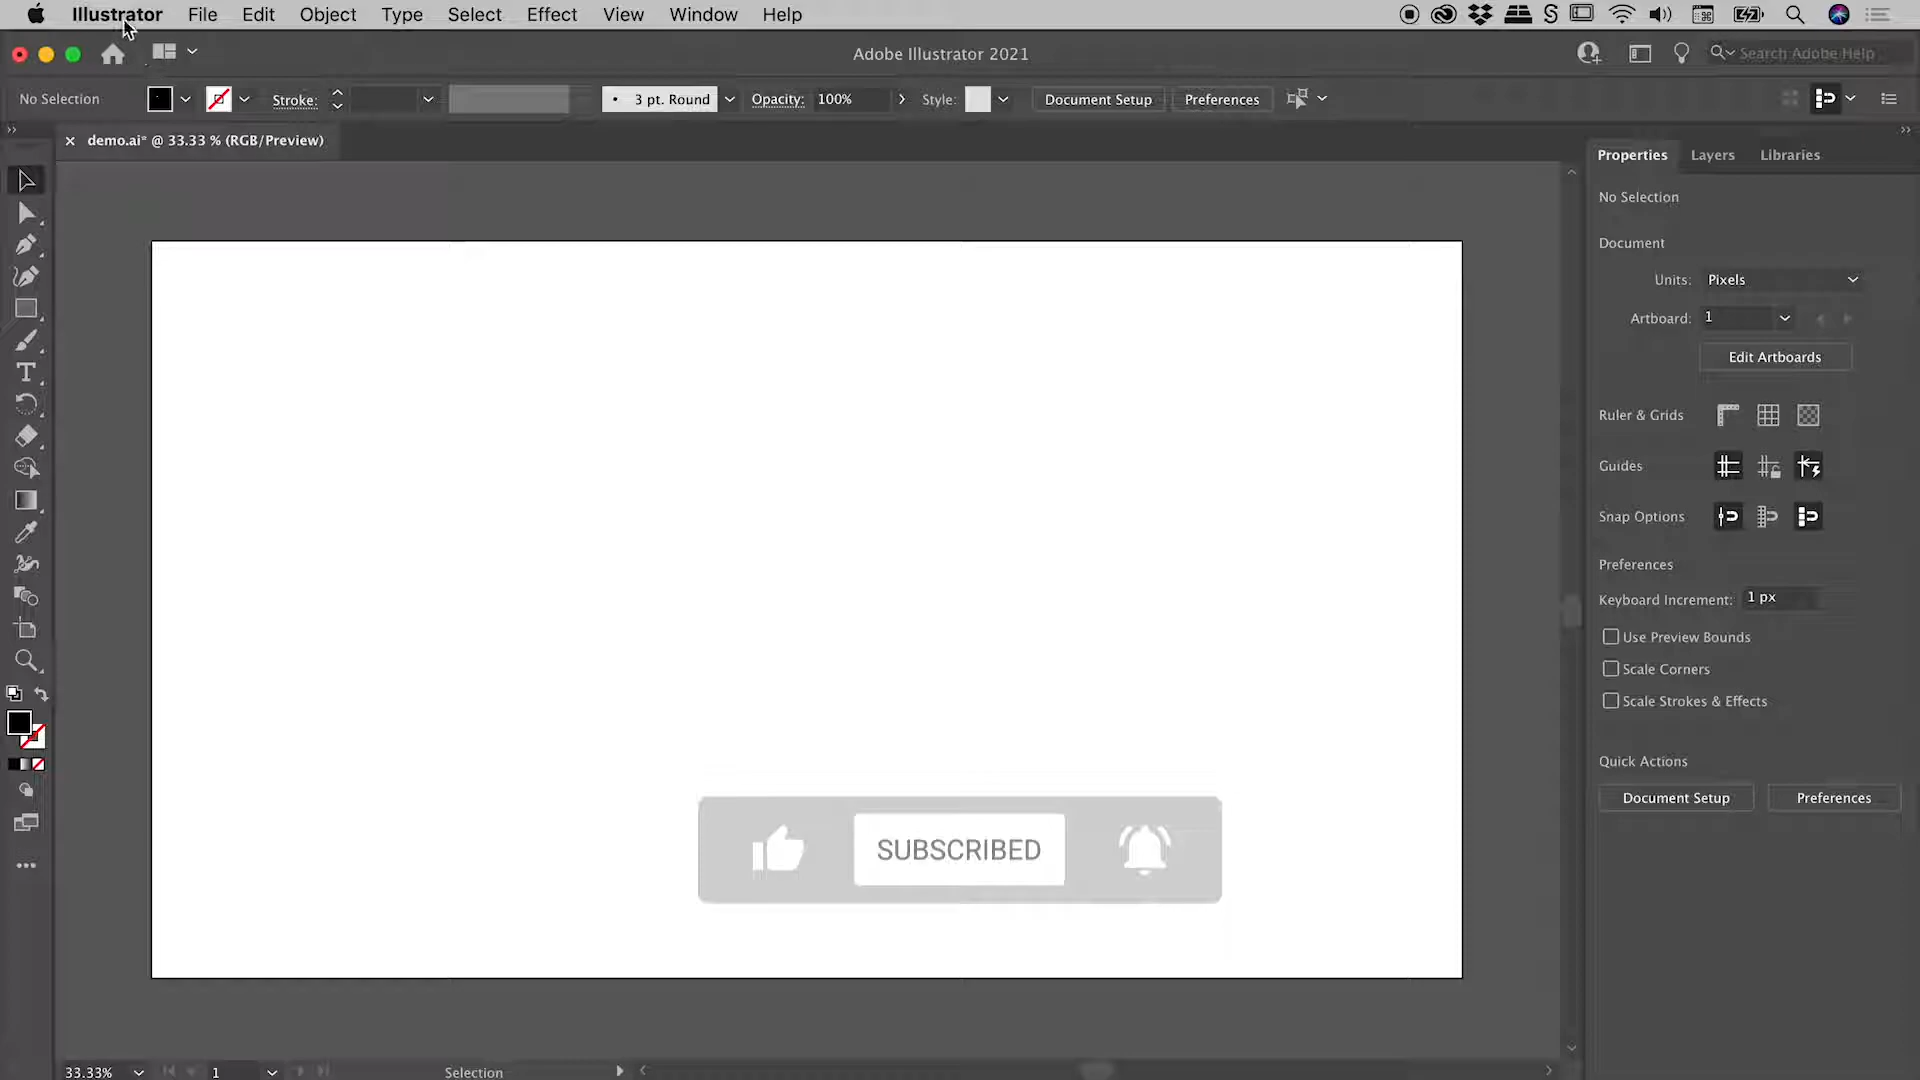 Illustrator File Edit Object Type Select Effect View Window Help
Adobe Illustrator 2021
Search Adobe Help
No Selection Stroke: 3 pt. Round Opacity: 100% Style: Document Setup Preferences
demo.ai* @ 33.33 % (RGB/Preview)
Properties Layers Libraries
No Selection
Document
Units: Pixels
Artboard: 1
Edit Artboards
Ruler & Grids
Guides
Snap Options
Preferences
Keyboard Increment: 1 px
Use Preview Bounds
Scale Corners
Scale Strokes & Effects
Quick Actions
Document Setup Preferences
SUBSCRIBED
33.33% 1 Selection